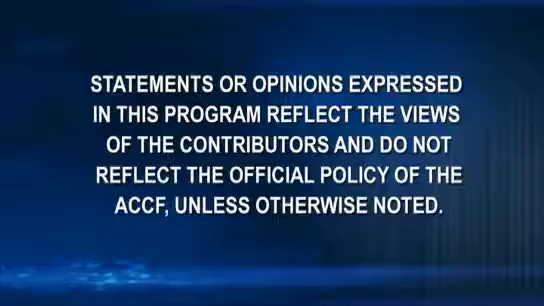 STATEMENTS OR OPINIONS EXPRESSED
IN THIS PROGRAM REFLECT THE VIEWS
OF THE CONTRIBUTORS AND DO NOT
REFLECT THE OFFICIAL POLICY OF THE
ACCF, UNLESS OTHERWISE NOTED.